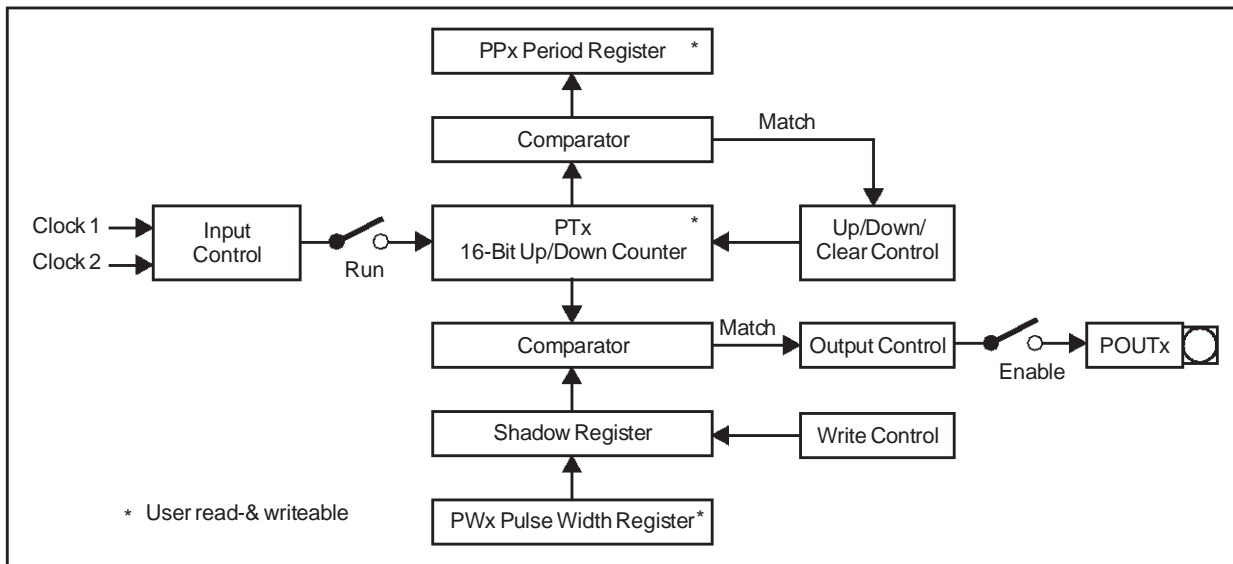 PPx Period Register *
Comparator
Match
Clock 1
Clock 2
Input
Control
Run
PTx *
16-Bit Up/Down Counter
Up/Down/
Clear Control
Comparator
Match
Output Control
Enable
POUTx
Shadow Register
Write Control
* User read-& writeable
PWx Pulse Width Register *